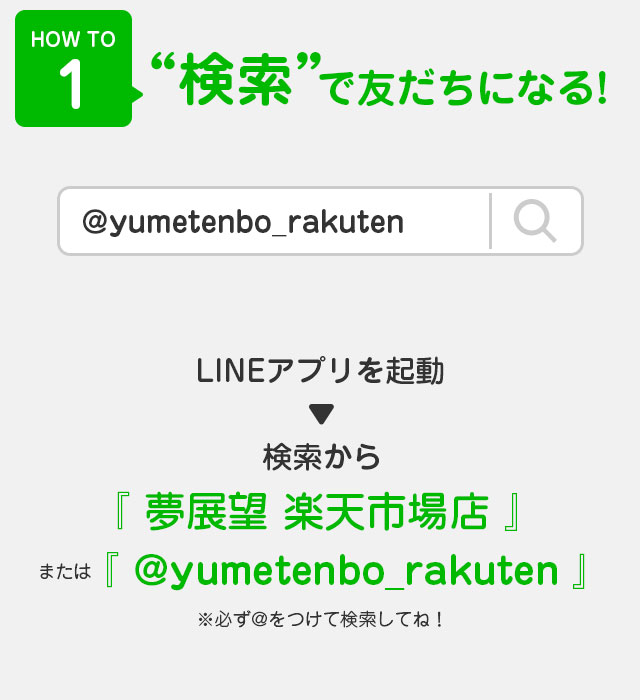 HOW TO
1
“検索”で友だちになる!
@yumetenbo_rakuten
LINEアプリを起動
▼
検索から
『 夢展望 楽天市場店 』
または『 @yumetenbo_rakuten 』
※必ず@をつけて検索してね！